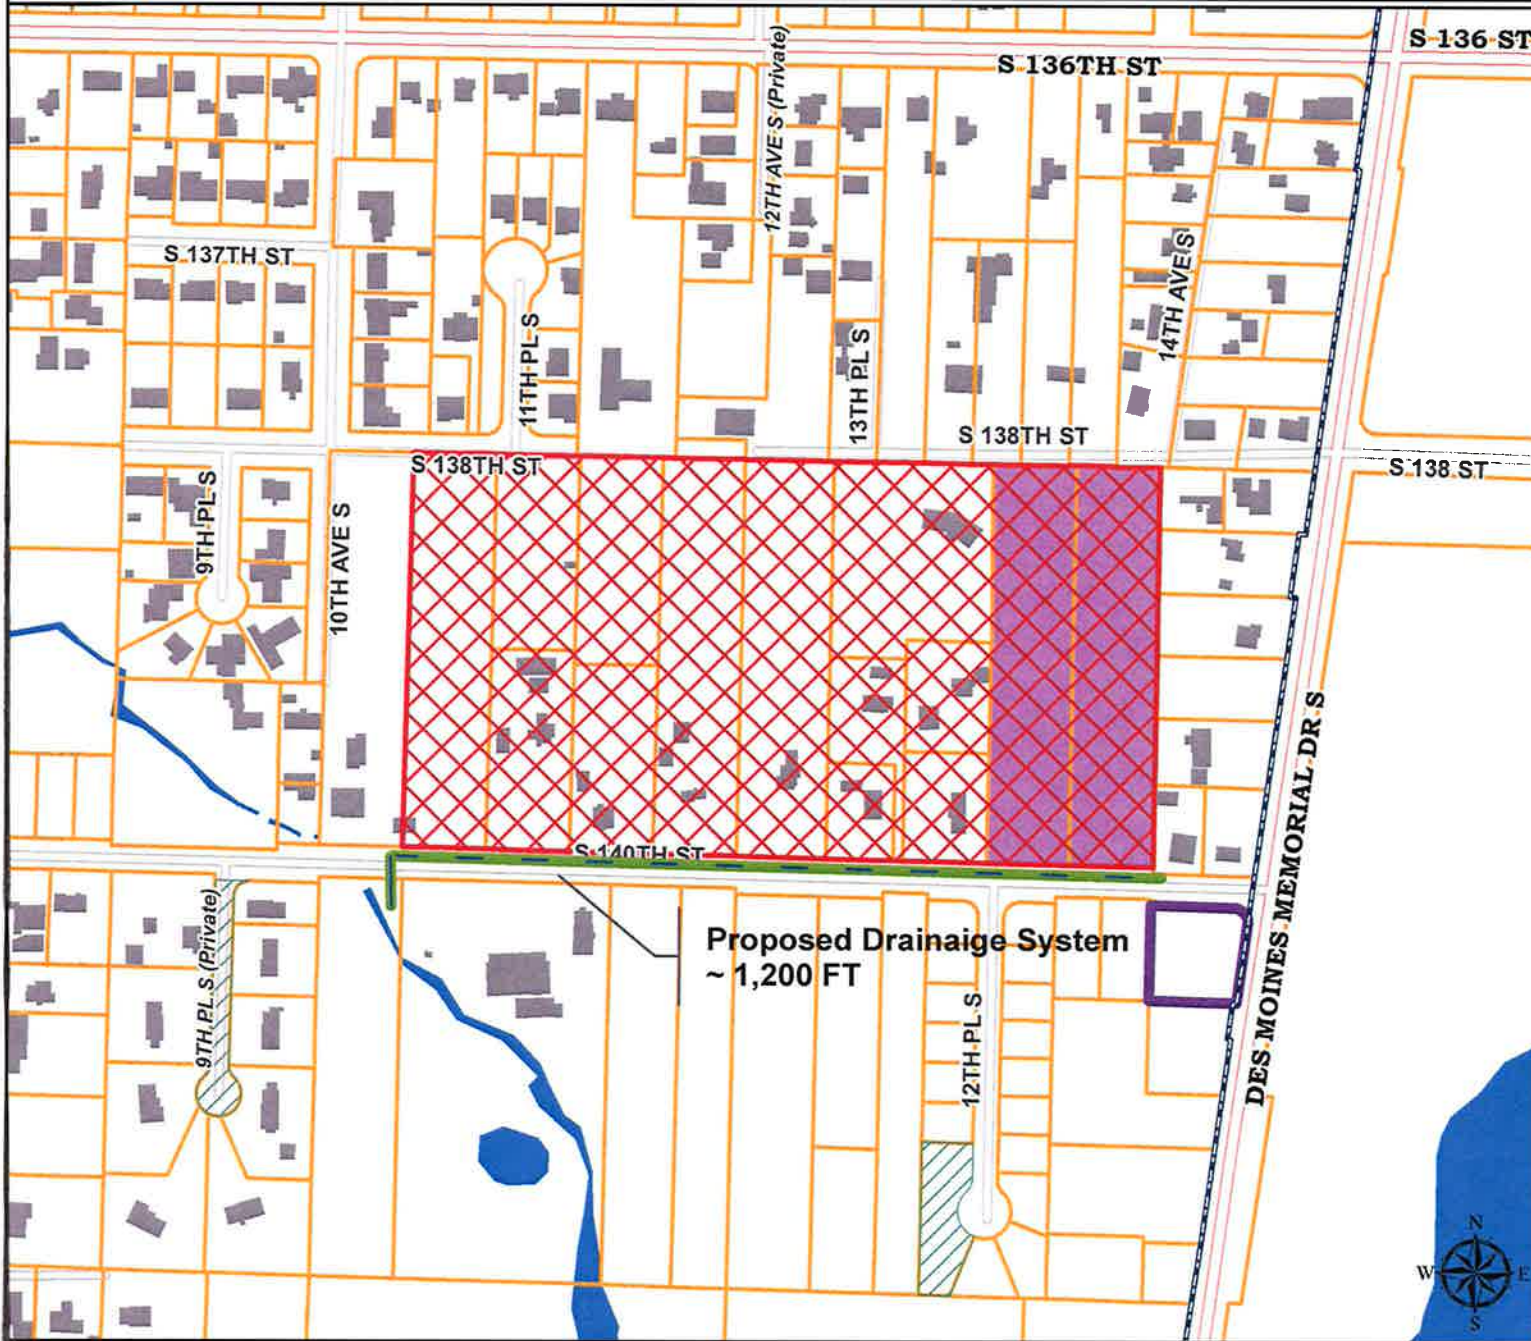 S 136 ST
S 136TH ST
12TH AVE S (Private)
S 137TH ST
14TH AVE S
11TH PL S
13TH PL S
S 138TH ST
S 138TH ST
S 138 ST
9TH PL S
10TH AVE S
DES MOINES MEMORIAL DR S
S 140TH ST
9TH PL S (Private)
Proposed Drainaige System
~ 1,200 FT
12TH PL S
N
W E
S